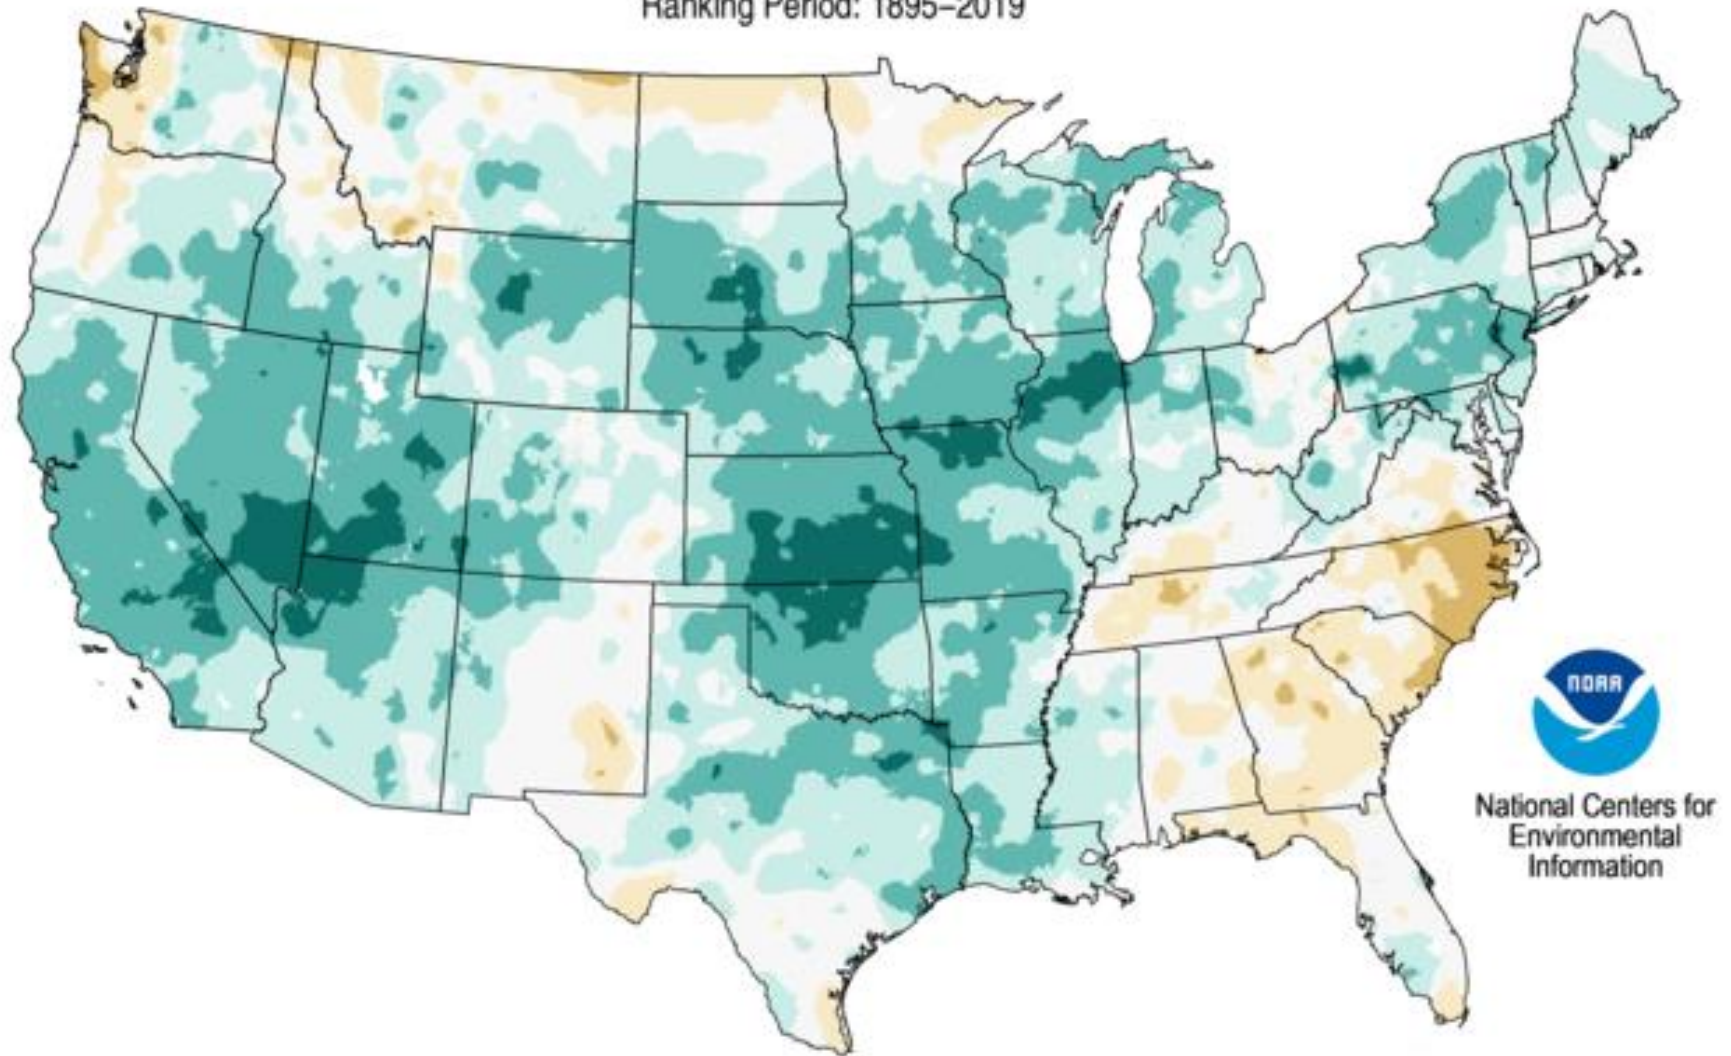 Ranking Period: 1895–2019
NOAA
National Centers for
Environmental
Information